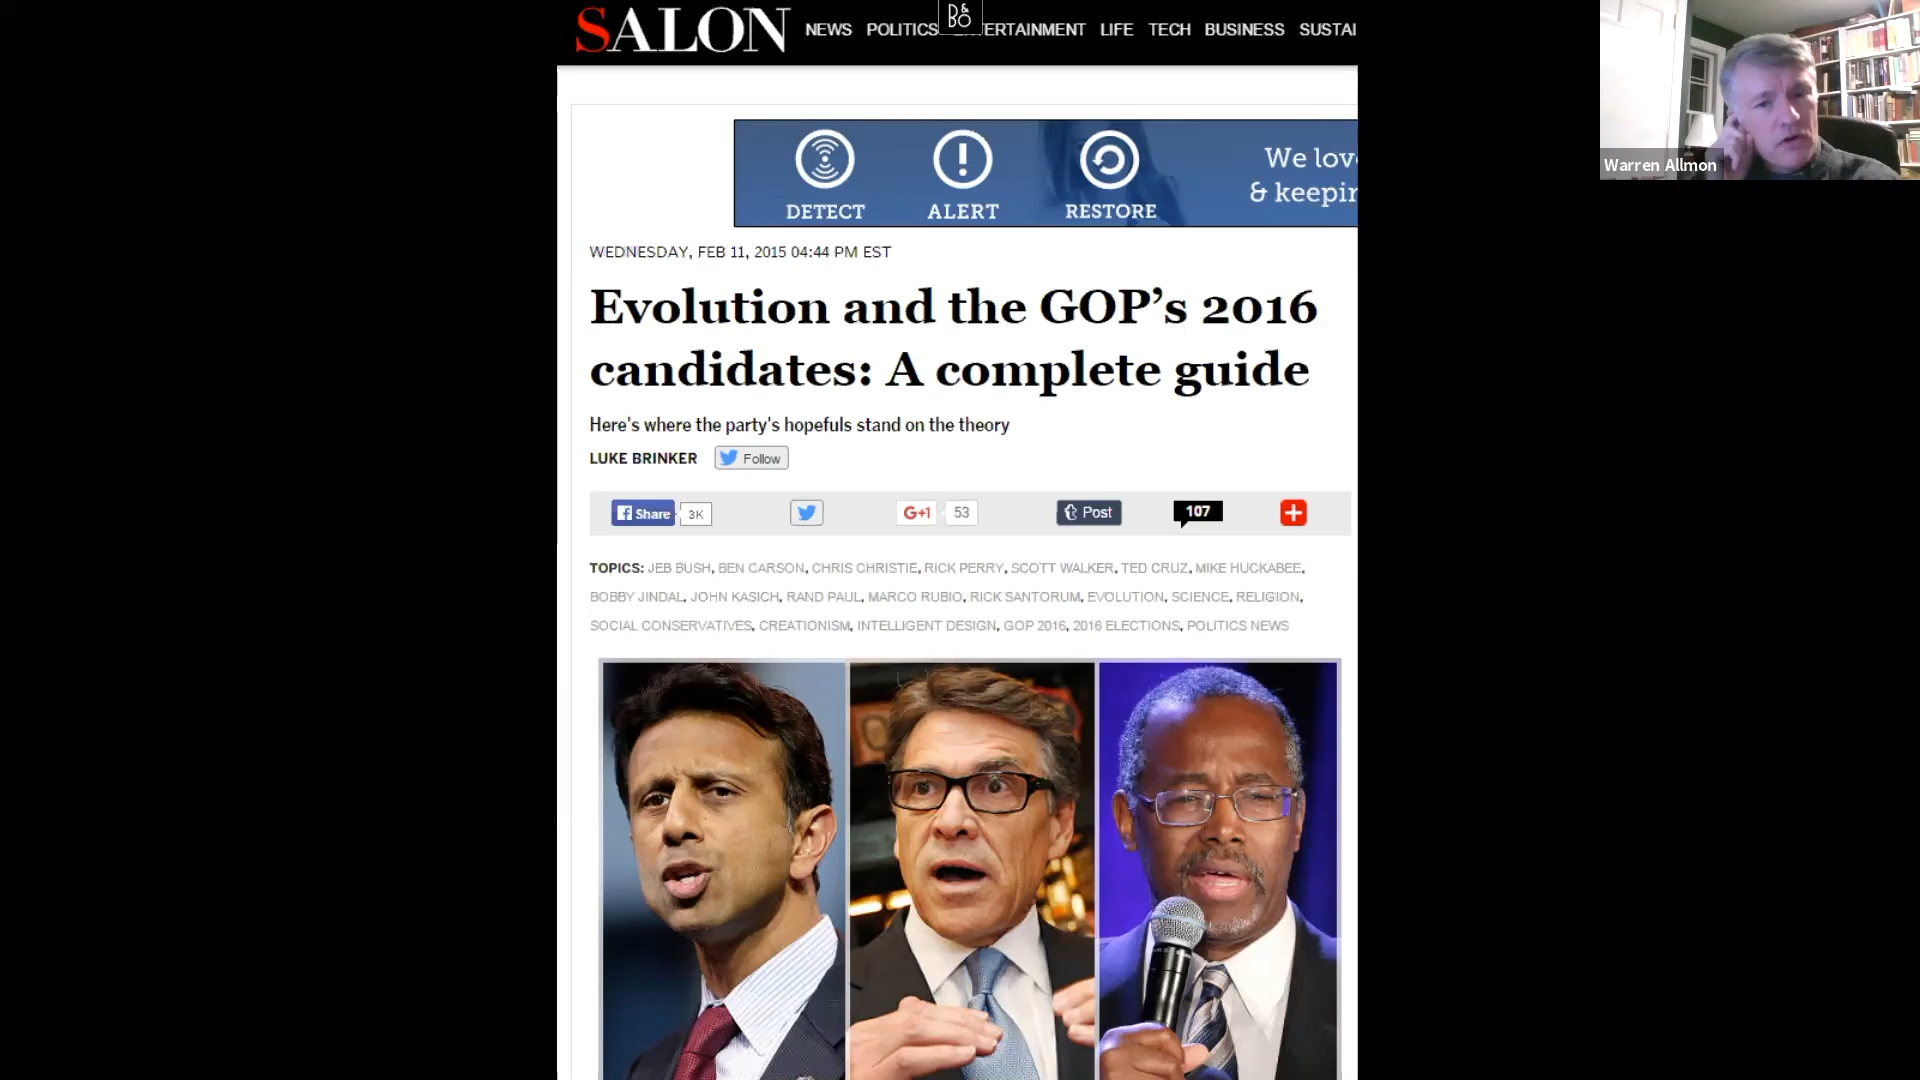 SALON
NEWS POLITICS ERTAINMENT LIFE TECH BUSINESS SUSTAI
B&O
DETECT ALERT RESTORE
We lov
& keepin
WEDNESDAY, FEB 11, 2015 04:44 PM EST
Evolution and the GOP’s 2016
candidates: A complete guide
Here's where the party's hopefuls stand on the theory
LUKE BRINKER Follow
Share 3K G+1 53 Post 107
TOPICS: JEB BUSH, BEN CARSON, CHRIS CHRISTIE, RICK PERRY, SCOTT WALKER, TED CRUZ, MIKE HUCKABEE,
BOBBY JINDAL, JOHN KASICH, RAND PAUL, MARCO RUBIO, RICK SANTORUM, EVOLUTION, SCIENCE, RELIGION,
SOCIAL CONSERVATIVES, CREATIONISM, INTELLIGENT DESIGN, GOP 2016, 2016 ELECTIONS, POLITICS NEWS
Warren Allmon